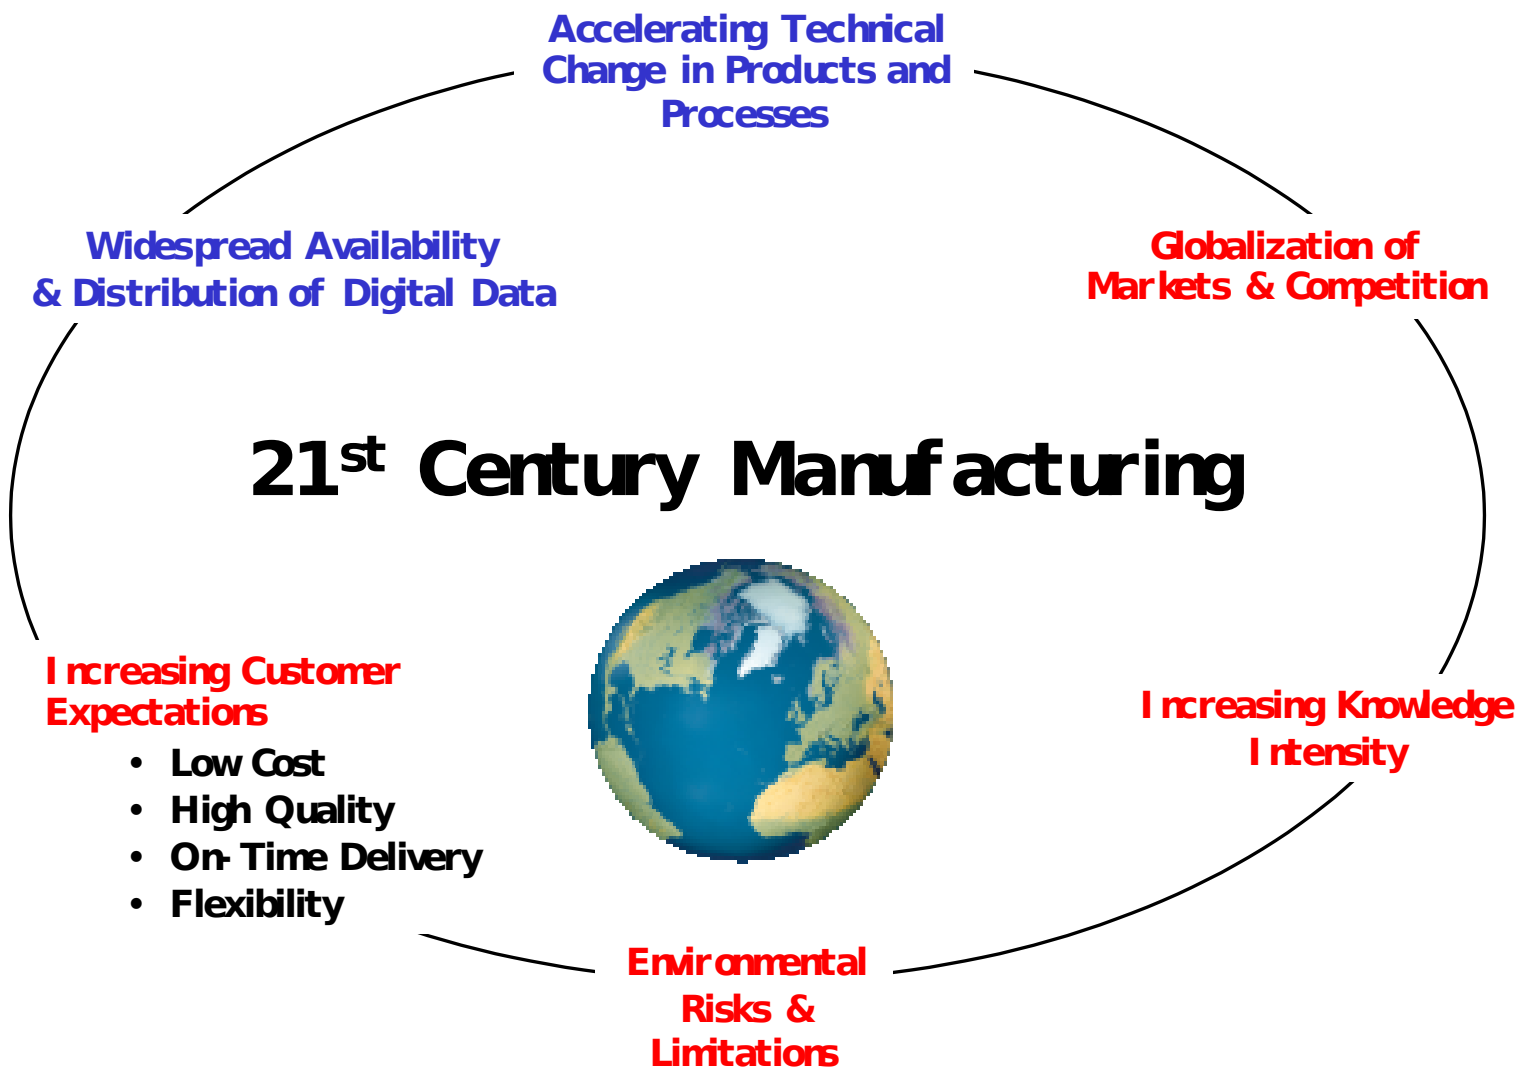 Accelerating Technical
Change in Products and
Processes
Widespread Availability
& Distribution of Digital Data
Globalization of
Markets & Competition
21st Century Manufacturing
Increasing Customer
Expectations
• Low Cost
• High Quality
• On-Time Delivery
• Flexibility
Increasing Knowledge
Intensity
Environmental
Risks &
Limitations